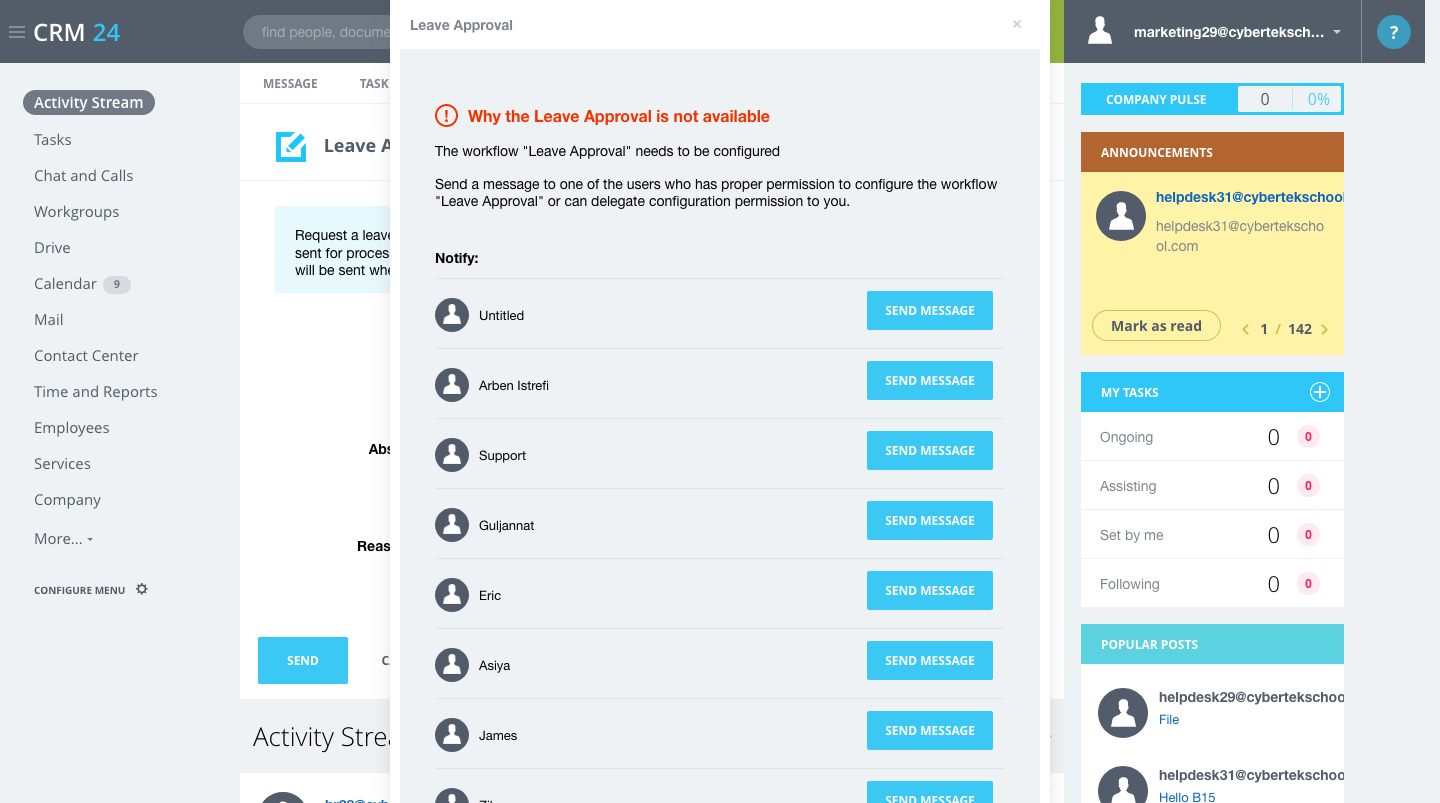 CRM 24
find people, docume
marketing29@cyberteksch...
?
Activity Stream
Tasks
Chat and Calls
Workgroups
Drive
Calendar 9
Mail
Contact Center
Time and Reports
Employees
Services
Company
More...
CONFIGURE MENU
MESSAGE TASK
Leave A
Request a leave
sent for proces
will be sent whe
Abs
Reas
SEND
Activity Strea
Leave Approval
×
Why the Leave Approval is not available
The workflow "Leave Approval" needs to be configured
Send a message to one of the users who has proper permission to configure the workflow
"Leave Approval" or can delegate configuration permission to you.
Notify:
Untitled SEND MESSAGE
Arben Istrefi SEND MESSAGE
Support SEND MESSAGE
Guljannat SEND MESSAGE
Eric SEND MESSAGE
Asiya SEND MESSAGE
James SEND MESSAGE
SEND MESSAGE
COMPANY PULSE 0 0%
ANNOUNCEMENTS
helpdesk31@cybertekschool
helpdesk31@cyberteksho
ol.com
Mark as read 1 / 142
MY TASKS
Ongoing 0 0
Assisting 0 0
Set by me 0 0
Following 0 0
POPULAR POSTS
helpdesk29@cybertekschoo
File
helpdesk31@cybertekschoo
Hello B15